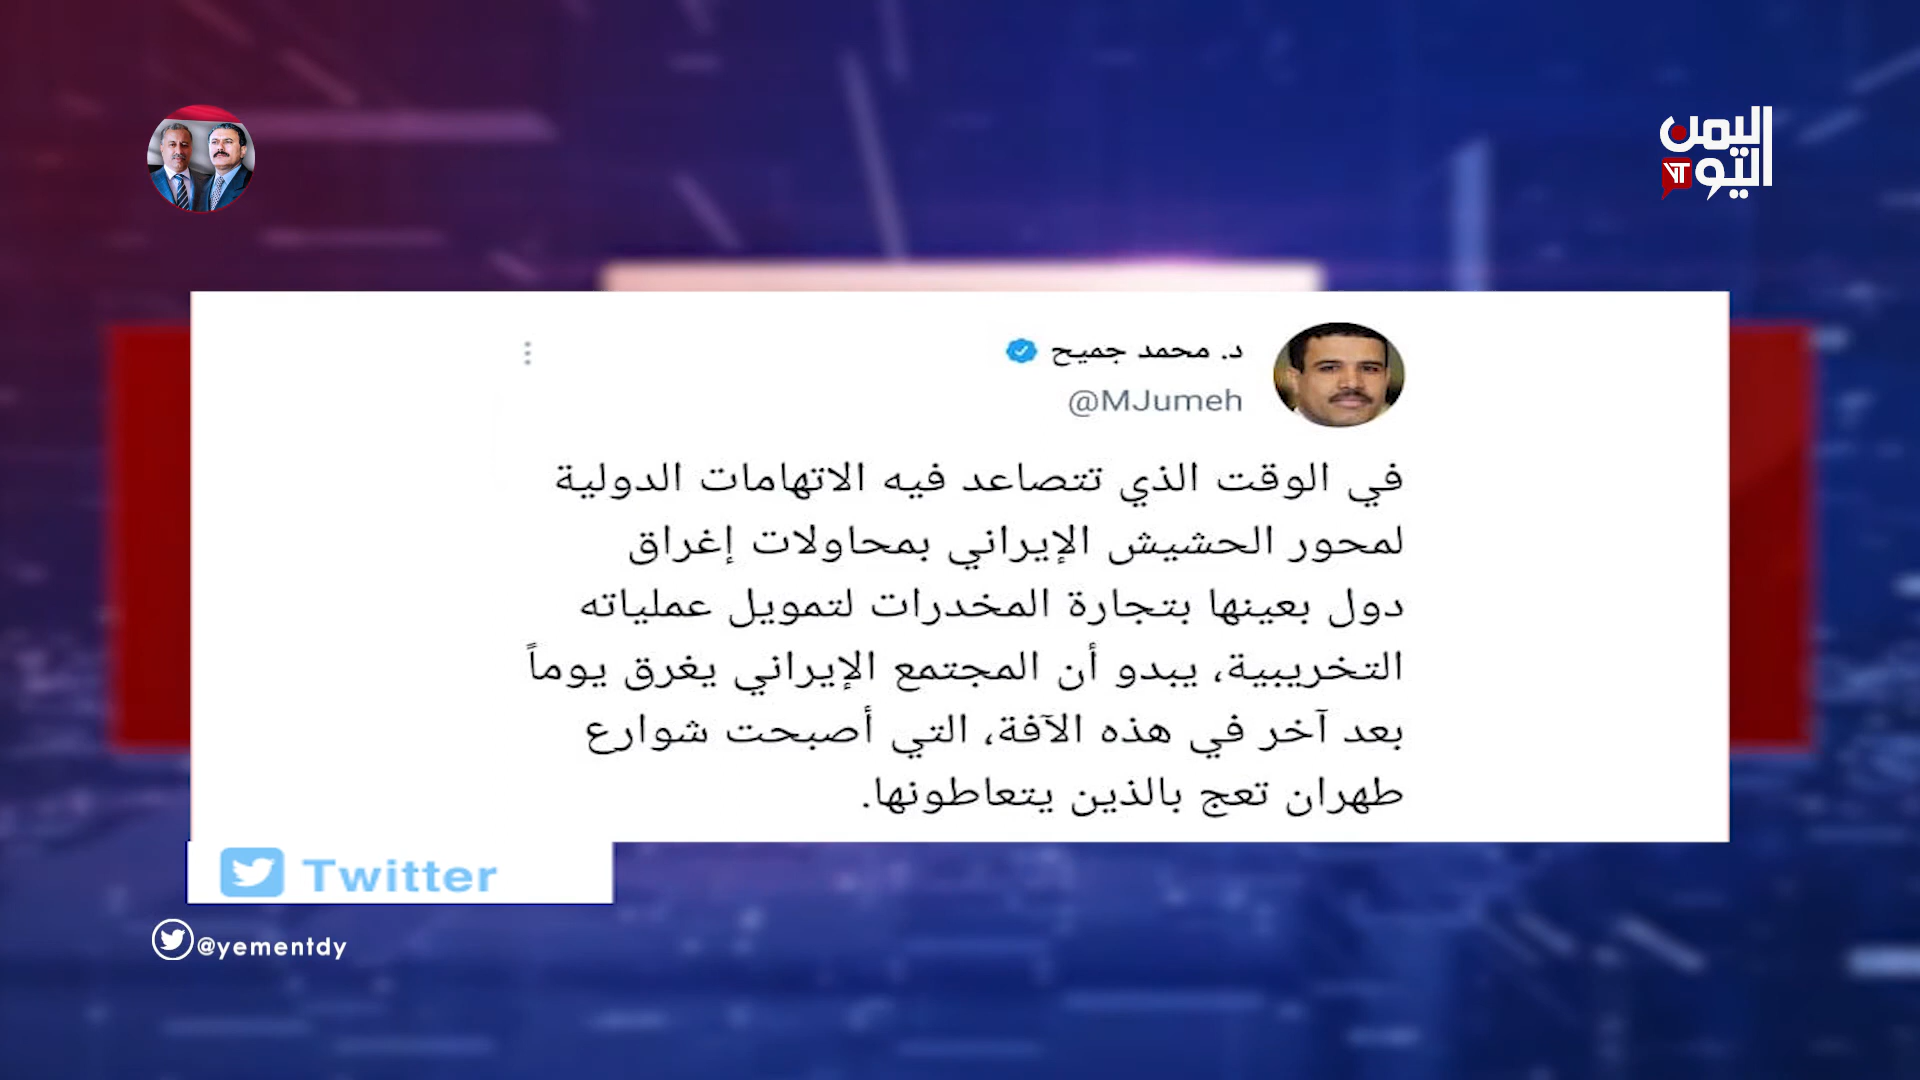 اليمن
اليوم
YT
د. محمد جميح
@MJumeh
في الوقت الذي تتصاعد فيه الاتهامات الدولية
لمحور الحشيش الإيراني بمحاولات إغراق
دول بعينها بتجارة المخدرات لتمويل عملياته
التخريبية، يبدو أن المجتمع الإيراني يغرق يوماً
بعد آخر في هذه الآفة، التي أصبحت شوارع
طهران تعج بالذين يتعاطونها.
Twitter
@yementdy